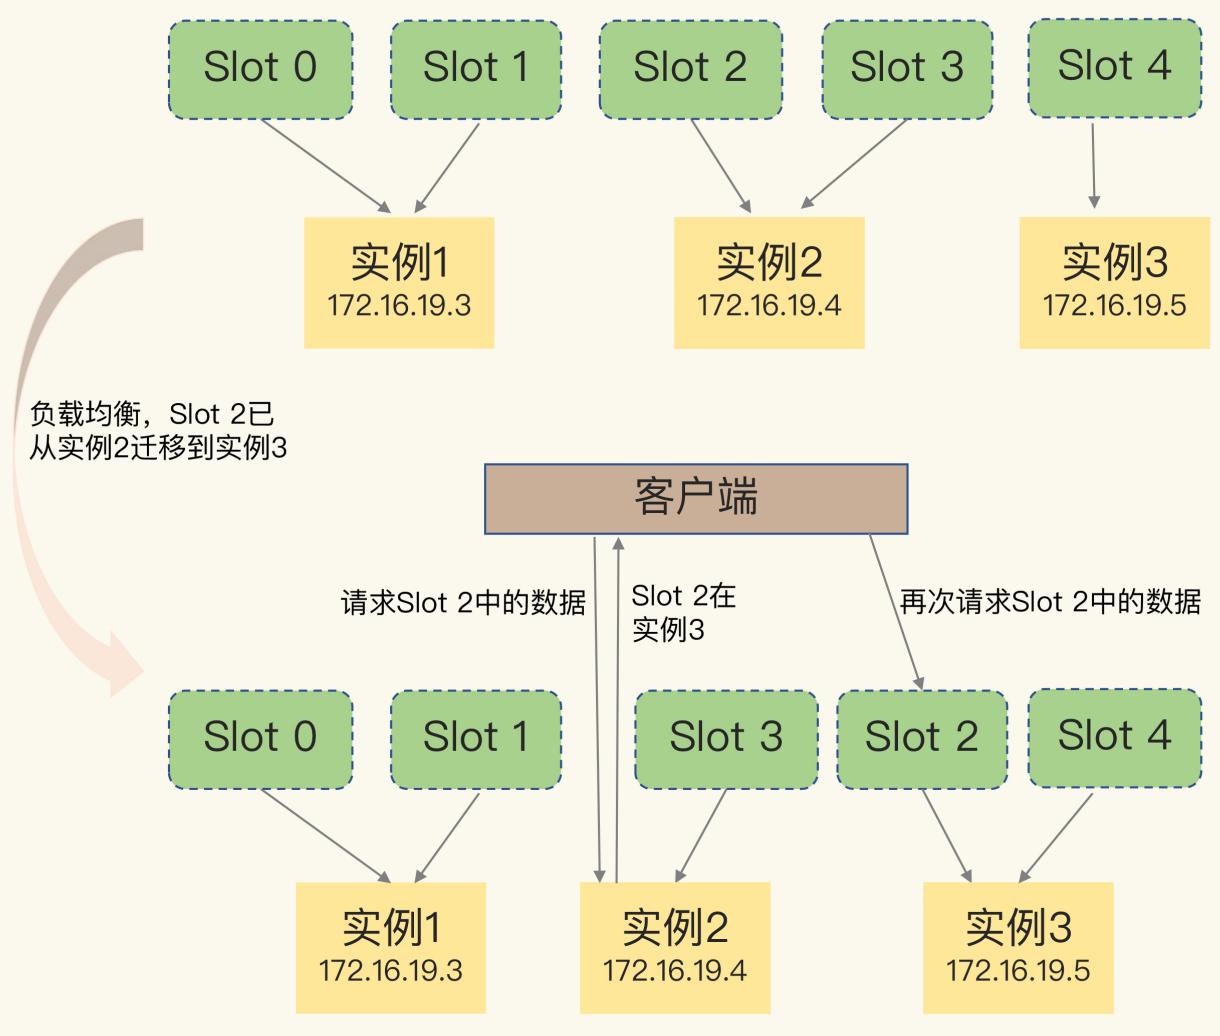 Slot 0
Slot 1
Slot 2
Slot 3
Slot 4
实例1
172.16.19.3
实例2
172.16.19.4
实例3
172.16.19.5
负载均衡，Slot 2已
从实例2迁移到实例3
客户端
请求Slot 2中的数据
Slot 2在
实例3
再次请求Slot 2中的数据
Slot 0
Slot 1
Slot 3
Slot 2
Slot 4
实例1
172.16.19.3
实例2
172.16.19.4
实例3
172.16.19.5